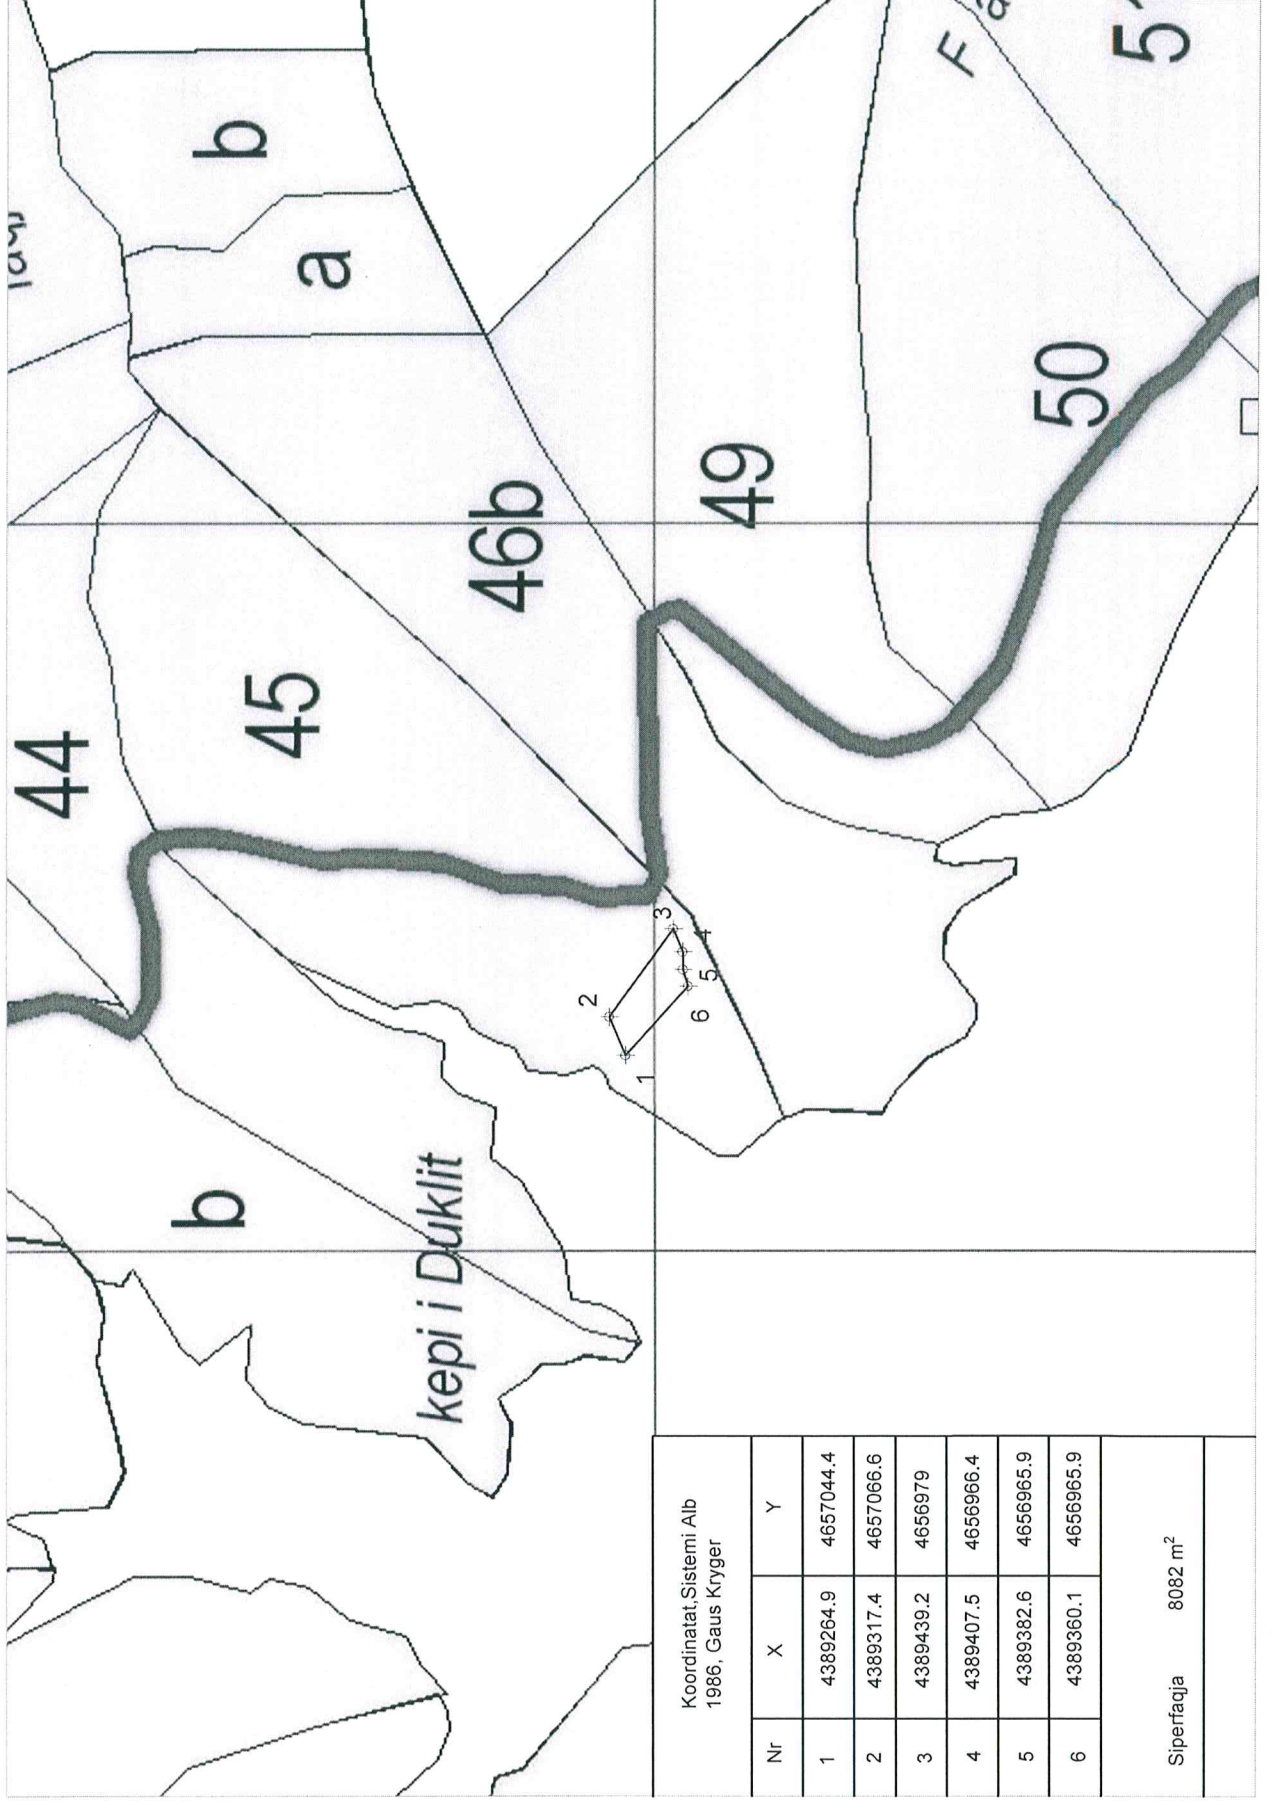 b
a
44
45
46b
49
50
F
b
kepi i Duklit
1
2
3
4
5
6
Koordinatat,Sistemi Alb
1986, Gaus Kryger
Nr X Y
1 4389264.9 4657044.4
2 4389317.4 4657066.6
3 4389439.2 4656979
4 4389407.5 4656966.4
5 4389382.6 4656965.9
6 4389360.1 4656965.9
Siperfaqja 8082 m²